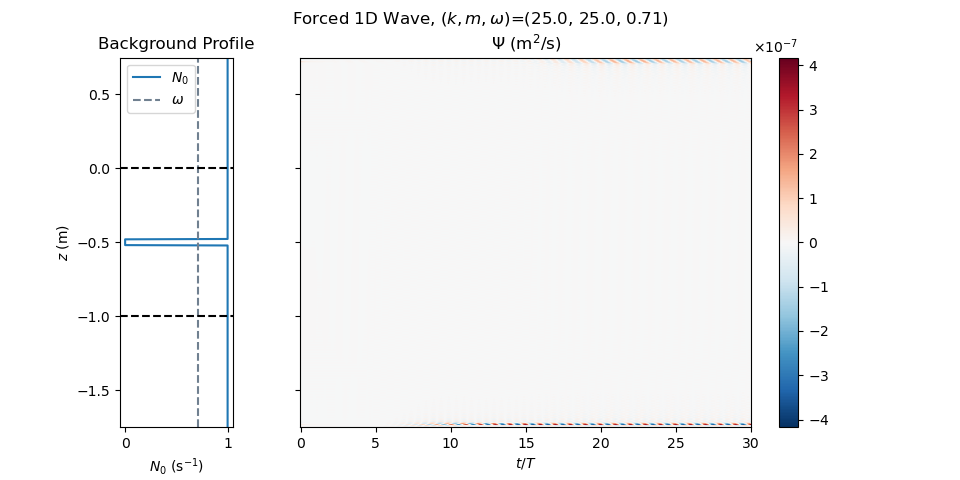 Forced 1D Wave, (k, m, ω)=(25.0, 25.0, 0.71)
Background Profile
Ψ (m²/s)
×10⁻⁷
N₀
ω
0.5
0.0
−0.5
−1.0
−1.5
z (m)
0 1
N₀ (s⁻¹)
0 5 10 15 20 25 30
t/T
4
3
2
1
0
−1
−2
−3
−4